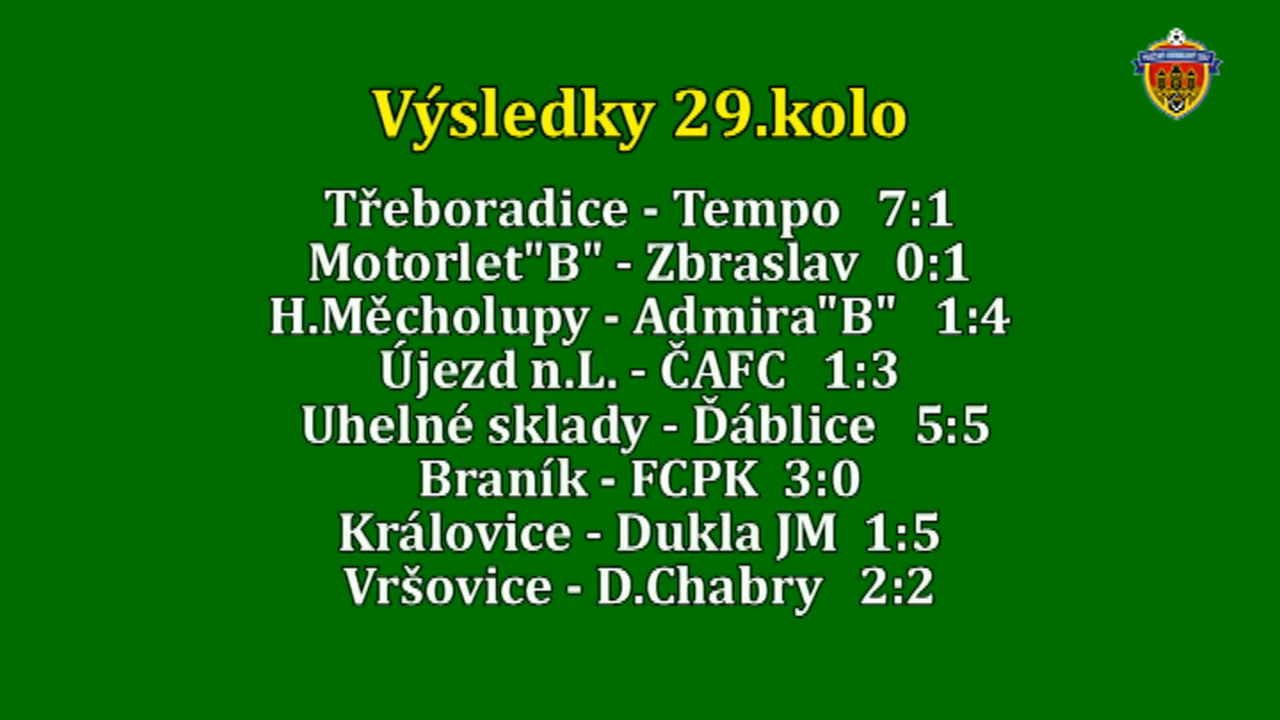 Výsledky 29.kolo
Třeboradice - Tempo 7:1
Motorlet"B" - Zbraslav 0:1
H.Měcholupy - Admira"B" 1:4
Újezd n.L. - ČAFC 1:3
Uhelné sklady - Ďáblice 5:5
Braník - FCPK 3:0
Královice - Dukla JM 1:5
Vršovice - D.Chabry 2:2